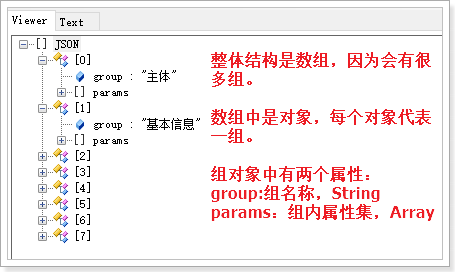 Viewer Text
[] JSON
[0]
group : "主体"
[] params
[1]
group : "基本信息"
[] params
[2]
[3]
[4]
[5]
[6]
[7]
整体结构是数组，因为会有很
多组。
数组中是对象，每个对象代表
一组。
组对象中有两个属性：
group:组名称，String
params：组内属性集，Array